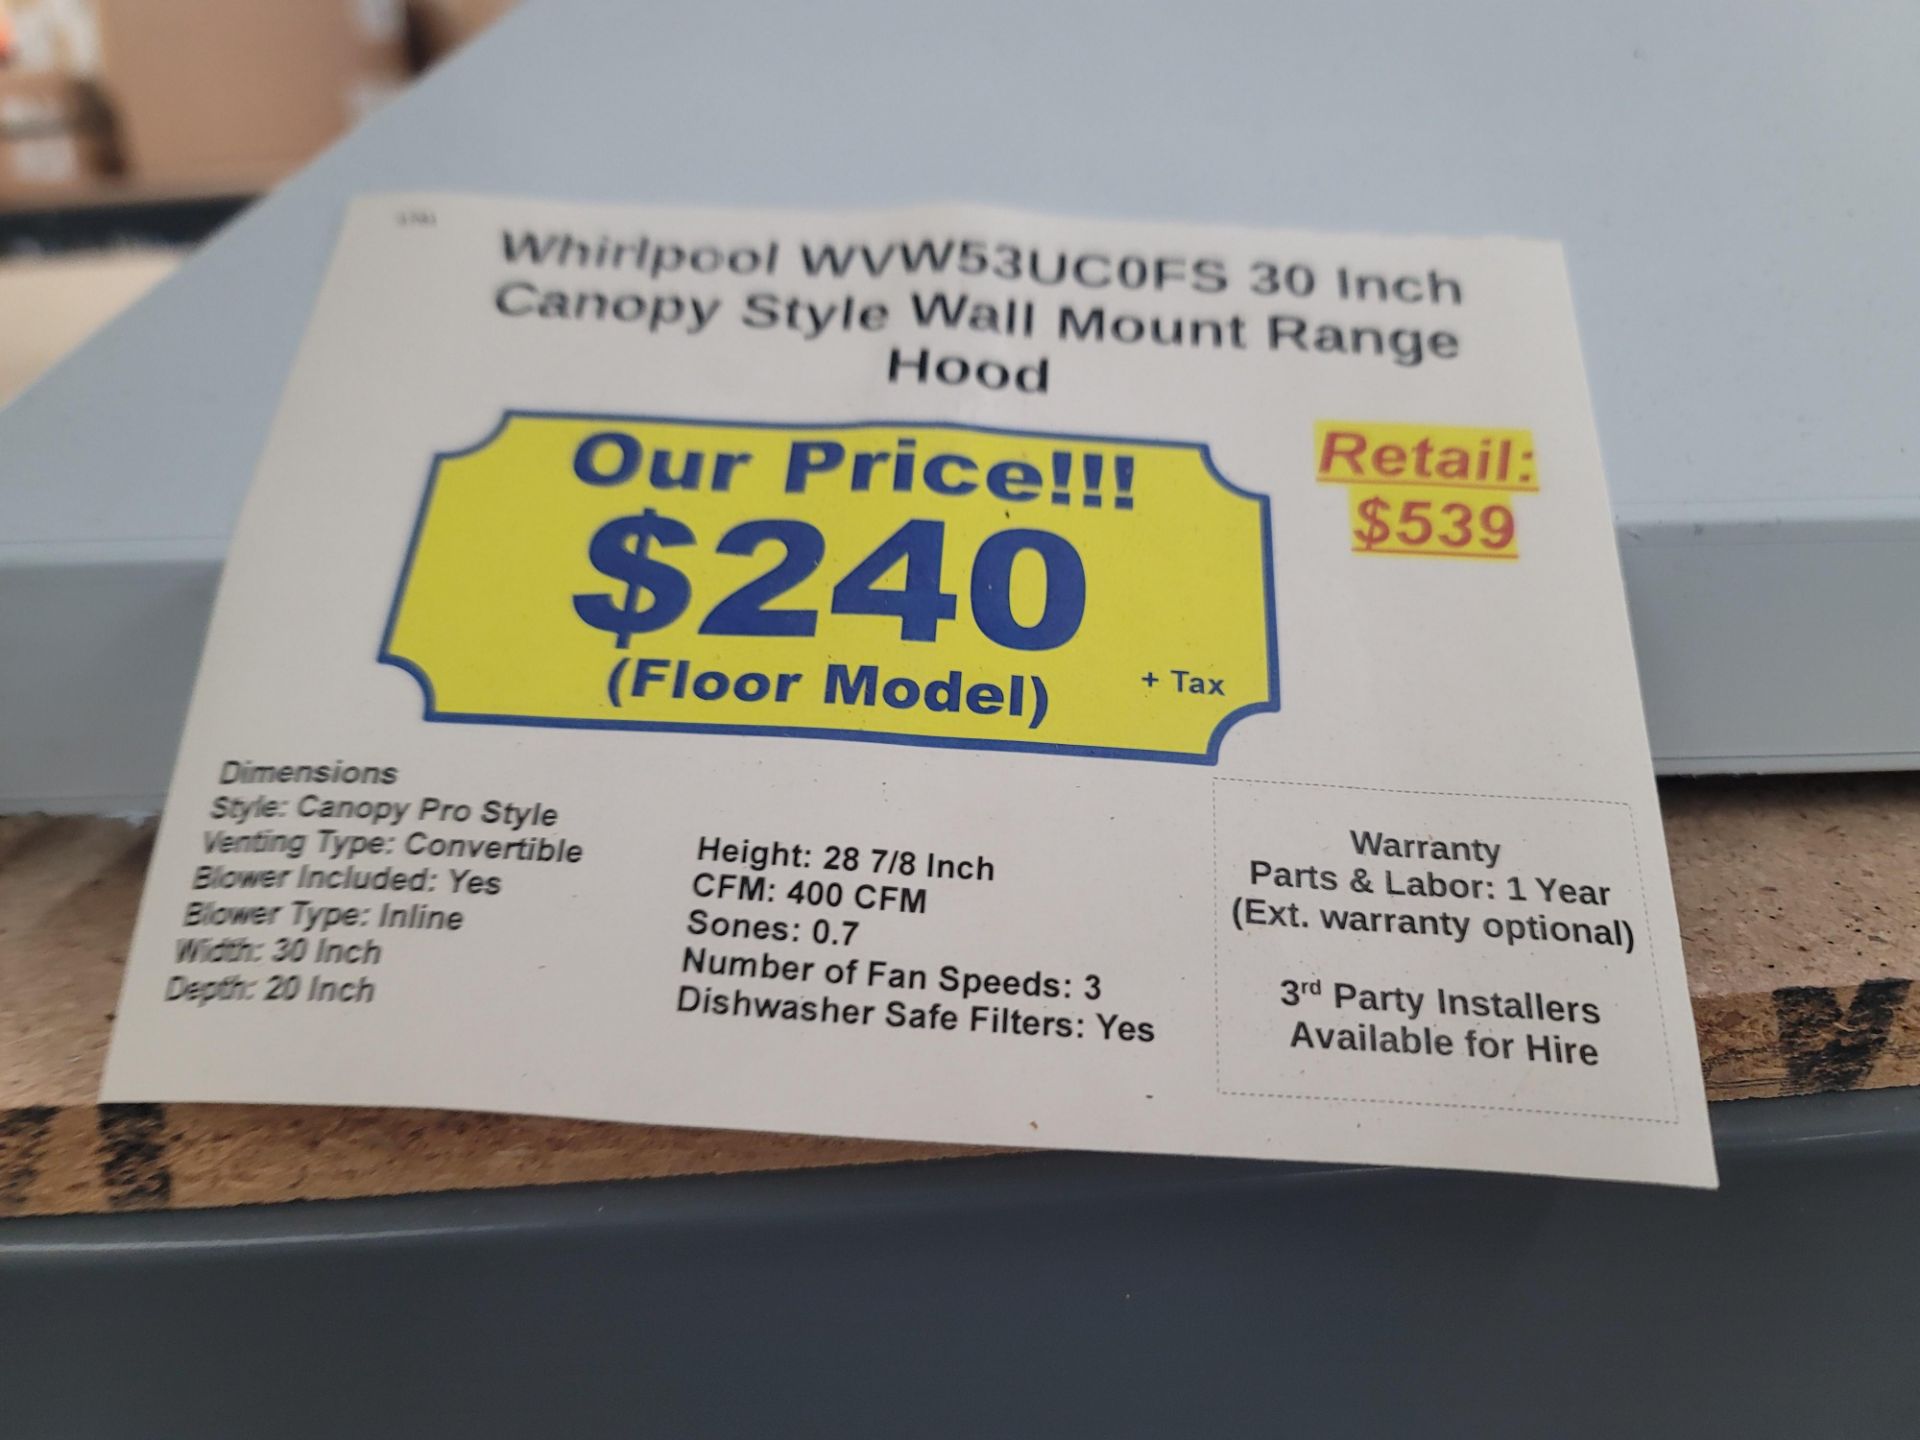 Whirlpool WVW53UC0FS 30 Inch
Canopy Style Wall Mount Range
Hood
Our Price!!!
$240
(Floor Model)
+ Tax
Retail:
$539
Dimensions
Style: Canopy Pro Style
Venting Type: Convertible
Blower Included: Yes
Blower Type: Inline
Width: 30 Inch
Depth: 20 Inch
Height: 28 7/8 Inch
CFM: 400 CFM
Sones: 0.7
Number of Fan Speeds: 3
Dishwasher Safe Filters: Yes
Warranty
Parts & Labor: 1 Year
(Ext. warranty optional)
3rd Party Installers
Available for Hire